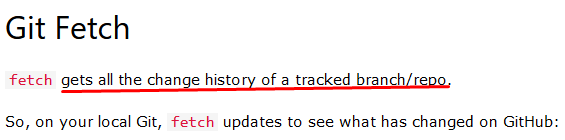 Git Fetch
fetch gets all the change history of a tracked branch/repo.
So, on your local Git, fetch updates to see what has changed on GitHub: